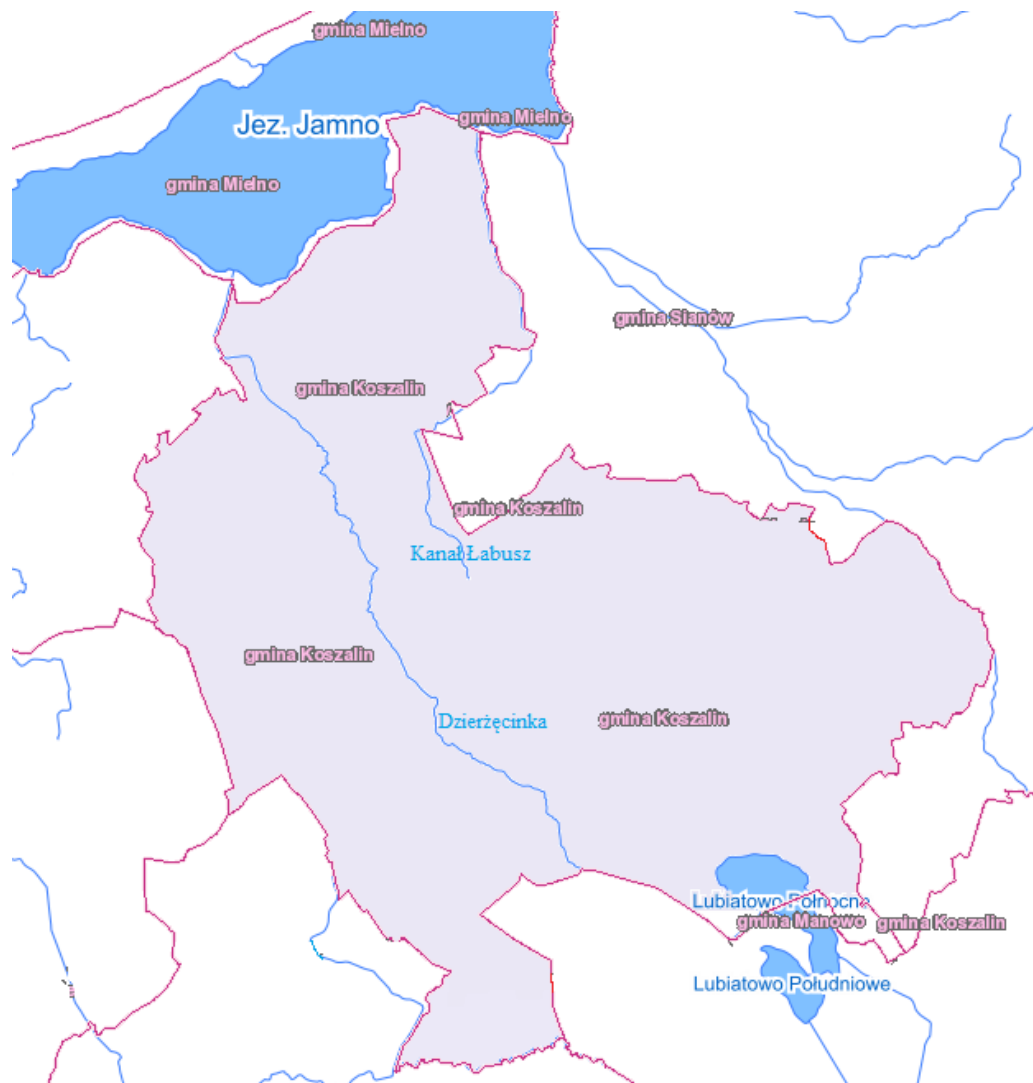 gmina Mielno
gmina Mielno
Jez. Jamno
gmina Mielno
gmina Sianów
gmina Koszalin
gmina Koszalin
Kanał Łabusz
gmina Koszalin
gmina Koszalin
Dzierżęcinka
Lubiatowo Północne
gmina Manowo
gmina Koszalin
Lubiatowo Południowe